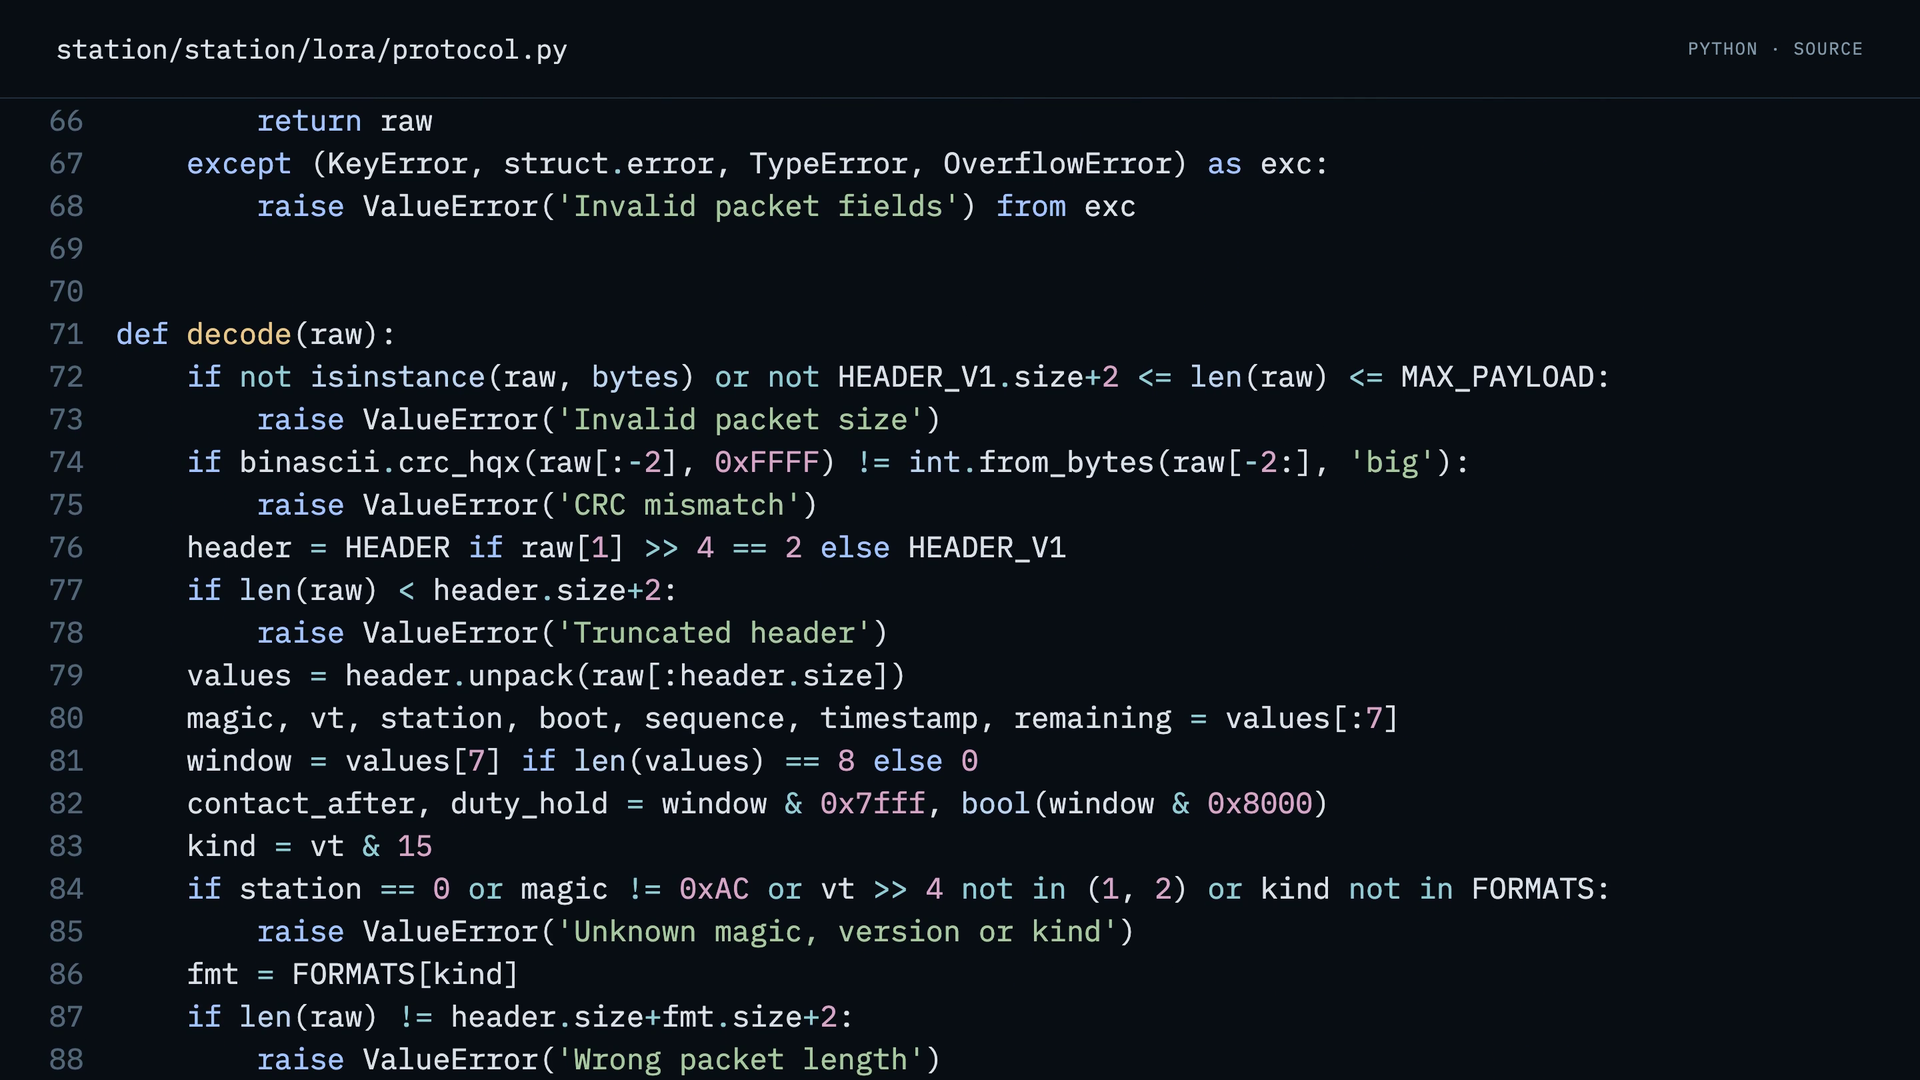 station/station/lora/protocol.py
PYTHON · SOURCE
66         return raw
67     except (KeyError, struct.error, TypeError, OverflowError) as exc:
68         raise ValueError('Invalid packet fields') from exc
69
70
71 def decode(raw):
72     if not isinstance(raw, bytes) or not HEADER_V1.size+2 <= len(raw) <= MAX_PAYLOAD:
73         raise ValueError('Invalid packet size')
74     if binascii.crc_hqx(raw[:-2], 0xFFFF) != int.from_bytes(raw[-2:], 'big'):
75         raise ValueError('CRC mismatch')
76     header = HEADER if raw[1] >> 4 == 2 else HEADER_V1
77     if len(raw) < header.size+2:
78         raise ValueError('Truncated header')
79     values = header.unpack(raw[:header.size])
80     magic, vt, station, boot, sequence, timestamp, remaining = values[:7]
81     window = values[7] if len(values) == 8 else 0
82     contact_after, duty_hold = window & 0x7fff, bool(window & 0x8000)
83     kind = vt & 15
84     if station == 0 or magic != 0xAC or vt >> 4 not in (1, 2) or kind not in FORMATS:
85         raise ValueError('Unknown magic, version or kind')
86     fmt = FORMATS[kind]
87     if len(raw) != header.size+fmt.size+2:
88         raise ValueError('Wrong packet length')